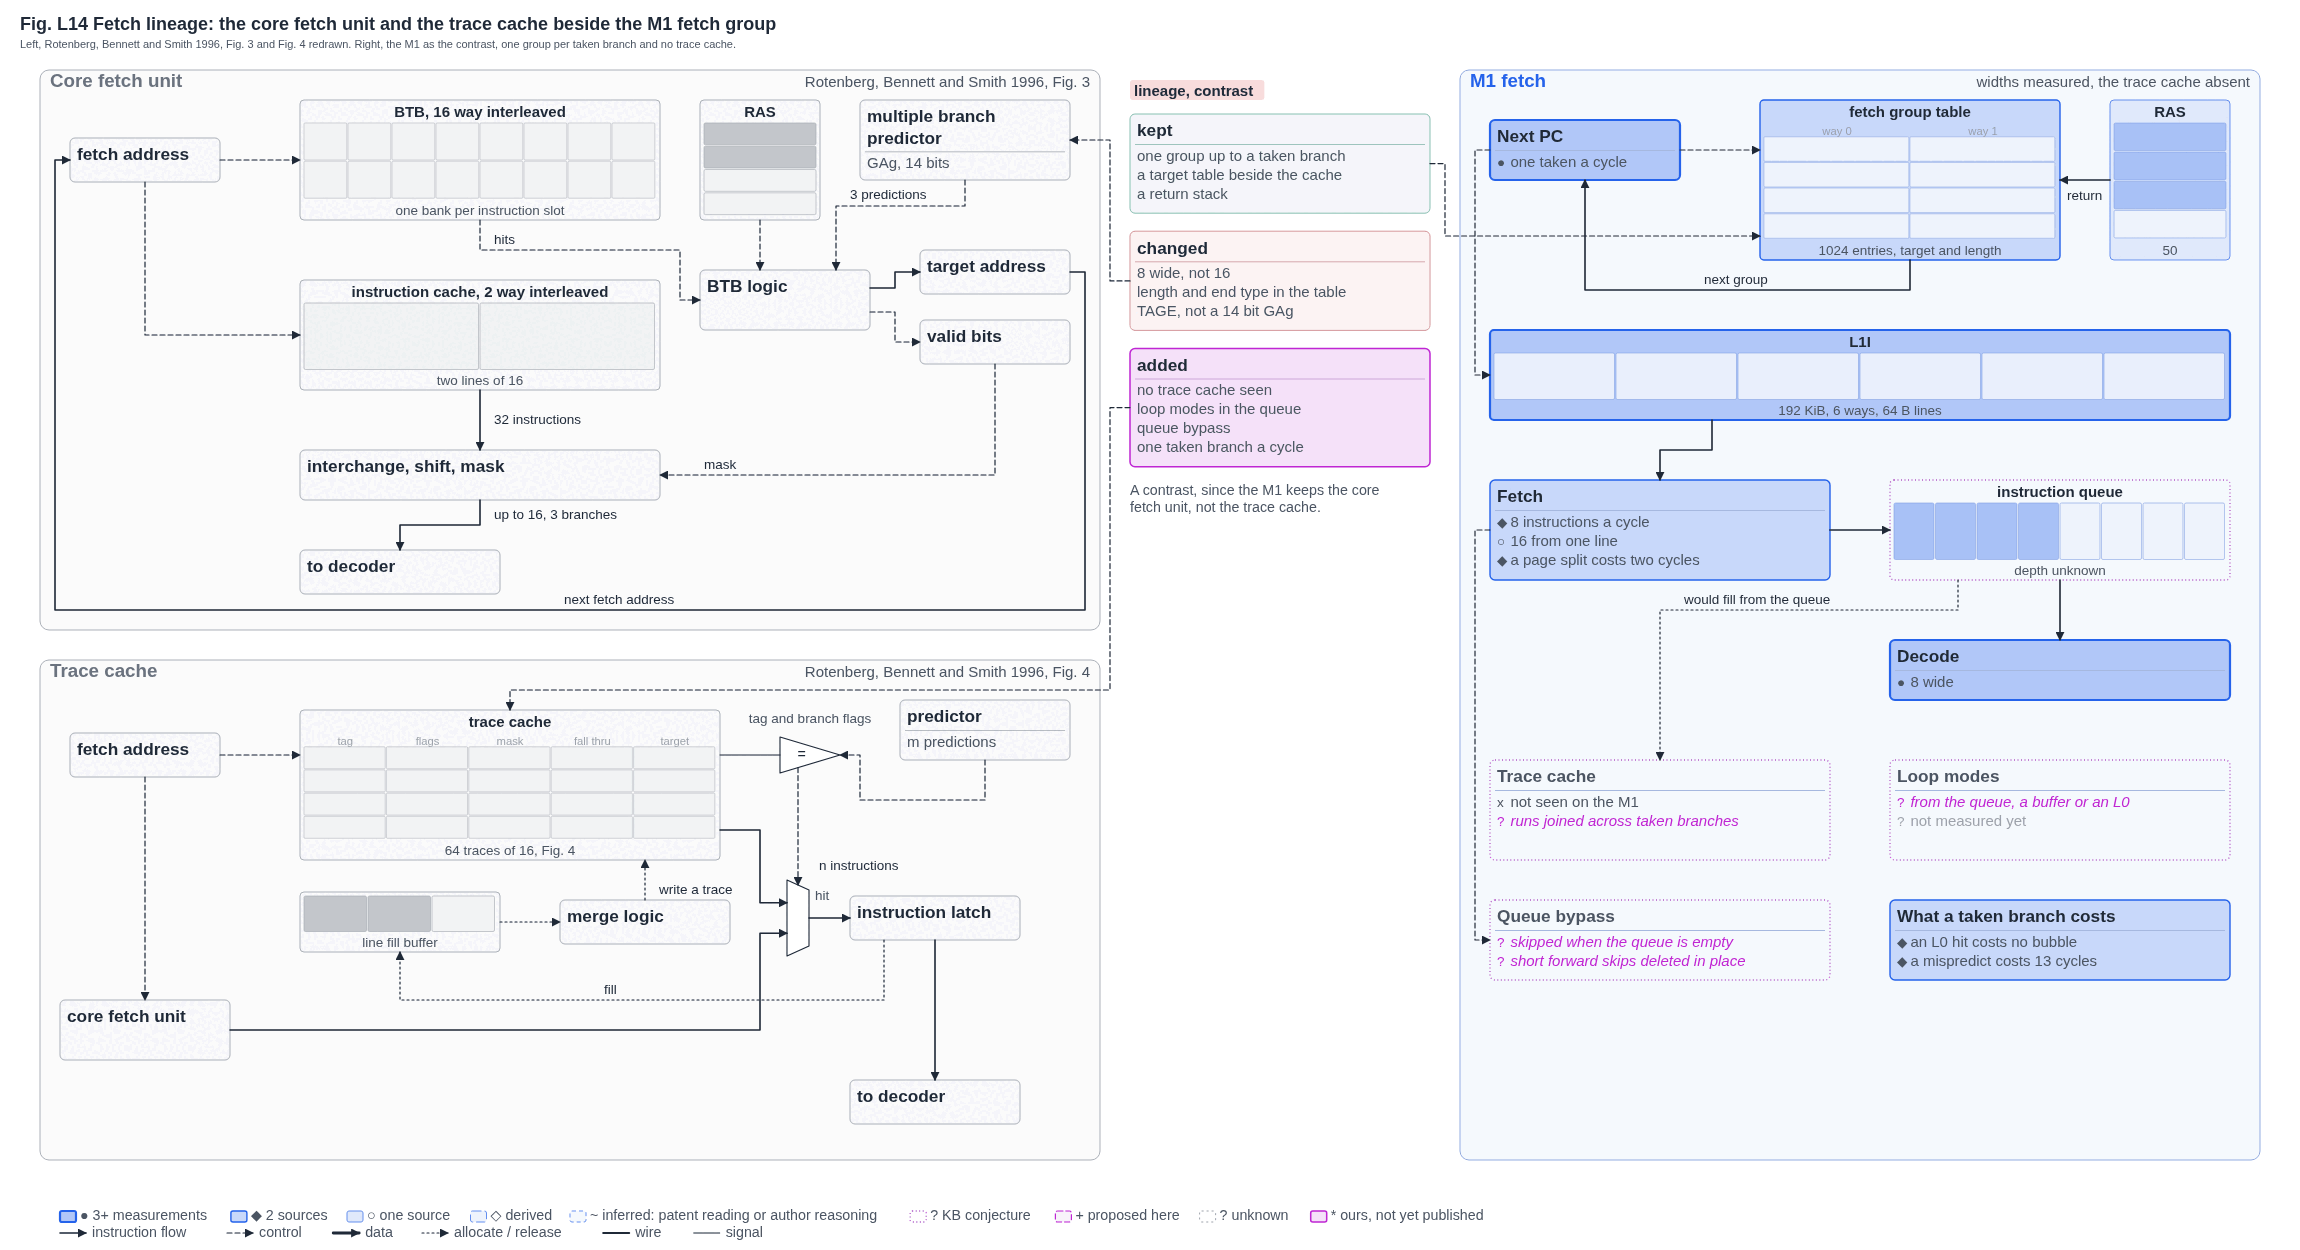 Fig. L14 Fetch lineage: the core fetch unit and the trace cache beside the M1 fetch group
Left, Rotenberg, Bennett and Smith 1996, Fig. 3 and Fig. 4 redrawn. Right, the M1 as the contrast, one group per taken branch and no trace cache.
Core fetch unit
Rotenberg, Bennett and Smith 1996, Fig. 3
fetch address
BTB, 16 way interleaved
one bank per instruction slot
RAS
multiple branch
predictor
GAg, 14 bits
3 predictions
hits
BTB logic
target address
valid bits
instruction cache, 2 way interleaved
two lines of 16
32 instructions
interchange, shift, mask
mask
up to 16, 3 branches
to decoder
next fetch address
Trace cache
Rotenberg, Bennett and Smith 1996, Fig. 4
fetch address
trace cache
tag
flags
mask
fall thru
target
64 traces of 16, Fig. 4
tag and branch flags
=
predictor
m predictions
n instructions
hit
write a trace
line fill buffer
merge logic
instruction latch
fill
core fetch unit
to decoder
lineage, contrast
kept
one group up to a taken branch
a target table beside the cache
a return stack
changed
8 wide, not 16
length and end type in the table
TAGE, not a 14 bit GAg
added
no trace cache seen
loop modes in the queue
queue bypass
one taken branch a cycle
A contrast, since the M1 keeps the core
fetch unit, not the trace cache.
M1 fetch
widths measured, the trace cache absent
Next PC
● one taken a cycle
fetch group table
way 0
way 1
1024 entries, target and length
RAS
50
return
next group
L1I
192 KiB, 6 ways, 64 B lines
Fetch
◆ 8 instructions a cycle
○ 16 from one line
◆ a page split costs two cycles
instruction queue
depth unknown
would fill from the queue
Decode
● 8 wide
Trace cache
x not seen on the M1
? runs joined across taken branches
Loop modes
? from the queue, a buffer or an L0
? not measured yet
Queue bypass
? skipped when the queue is empty
? short forward skips deleted in place
What a taken branch costs
◆ an L0 hit costs no bubble
◆ a mispredict costs 13 cycles
● 3+ measurements ◆ 2 sources ○ one source ◇ derived ~ inferred: patent reading or author reasoning ? KB conjecture + proposed here ? unknown * ours, not yet published
instruction flow control data allocate / release wire signal